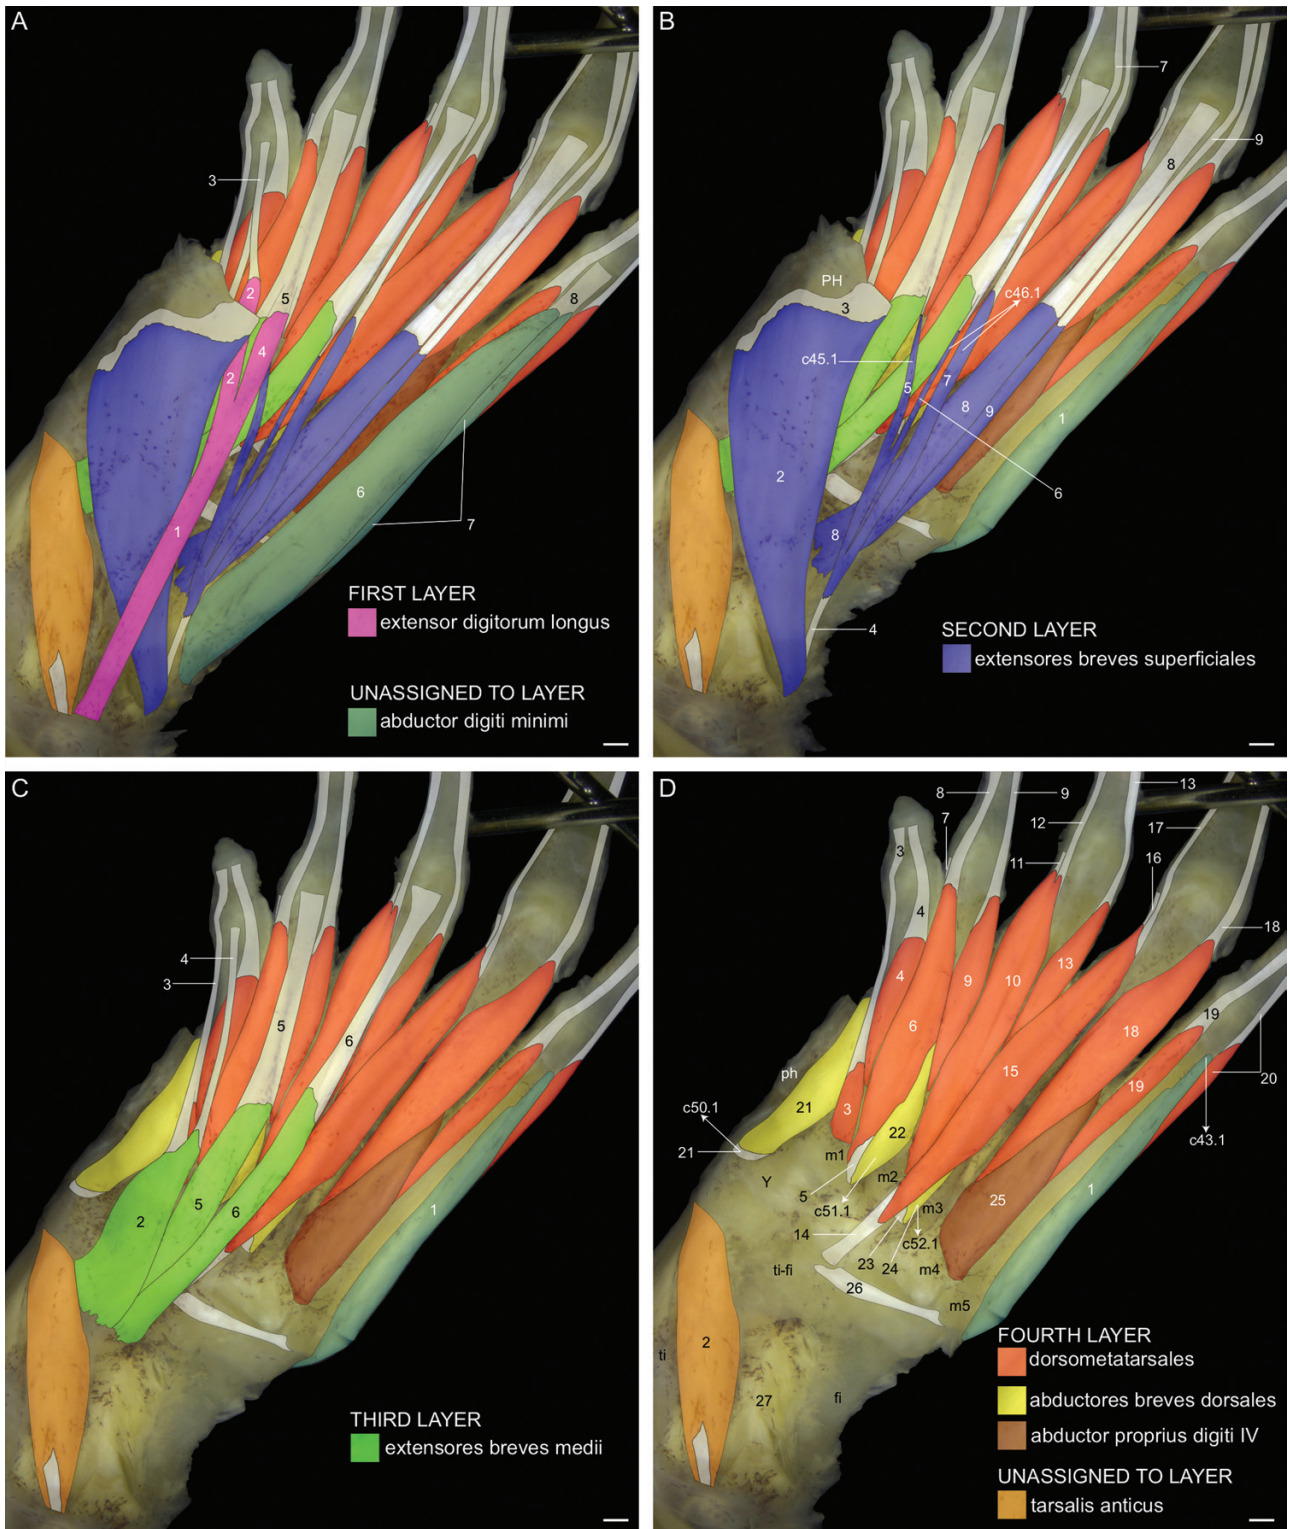 A
3
2
5
4
2
8
6
1
7
FIRST LAYER
extensor digitorum longus
UNASSIGNED TO LAYER
abductor digiti minimi
B
7
9
8
PH
3
c46.1
c45.1
5
7
8
9
1
2
6
8
4
SECOND LAYER
extensores breves superficiales
C
4
3
5
6
2
5
6
1
2
ti
THIRD LAYER
extensores breves medii
D
8
9
13
7
12
17
3
11
16
4
18
4
9
10
13
6
19
18
ph
15
20
c50.1
21
3
22
19
c43.1
21
m1
Y
m2
5
25
1
c51.1
m3
14
c52.1
23
24
ti-fi
m4
26
m5
2
27
fi
FOURTH LAYER
dorsometatarsales
abductores breves dorsales
abductor proprius digiti IV
UNASSIGNED TO LAYER
tarsalis anticus